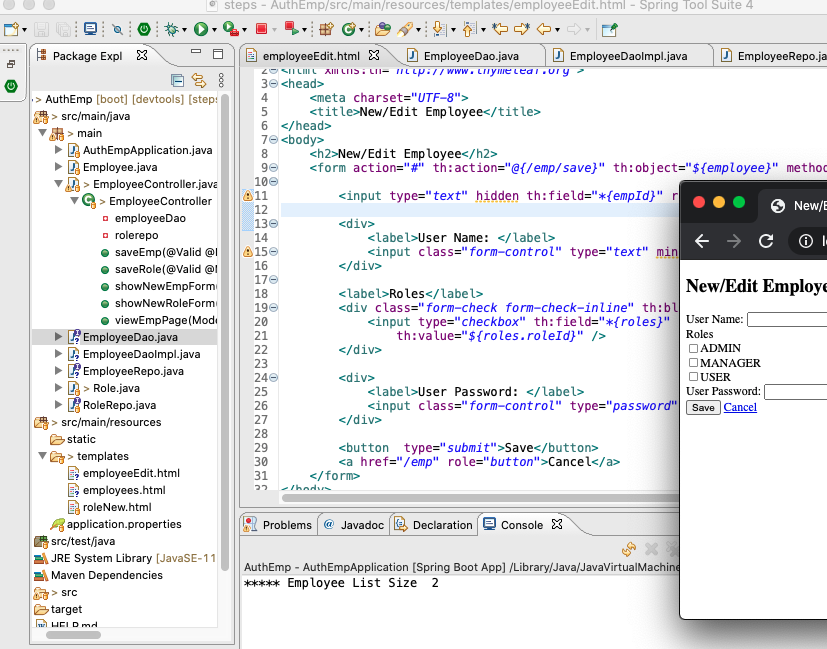 steps - AuthEmp/src/main/resources/templates/employeeEdit.html - Spring Tool Suite 4
Package Expl
> AuthEmp [boot] [devtools] [steps
> src/main/java
> main
AuthEmpApplication.java
Employee.java
> EmployeeController.java
> EmployeeController
employeeDao
rolerepo
saveEmp(@Valid @
saveRole(@Valid @
showNewEmpForm
showNewRoleForm
viewEmpPage(Mode
EmployeeDao.java
EmployeeDaoImpl.java
EmployeeRepo.java
> Role.java
RoleRepo.java
> src/main/resources
static
> templates
employeeEdit.html
employees.html
roleNew.html
application.properties
src/test/java
JRE System Library [JavaSE-11
Maven Dependencies
> src
target
HELP.md
employeeEdit.html
EmployeeDao.java
EmployeeDaoImpl.java
EmployeeRepo.ja
2 <html xmlns:th="http://www.thymeleaf.org">
3 <head>
4 <meta charset="UTF-8">
5 <title>New/Edit Employee</title>
6 </head>
7 <body>
8 <h2>New/Edit Employee</h2>
9 <form action="#" th:action="@{/emp/save}" th:object="${employee}" method
10
11 <input type="text" hidden th:field="*{empId}" r
12
13 <div>
14 <label>User Name: </label>
15 <input class="form-control" type="text" min
16 </div>
17
18 <label>Roles</label>
19 <div class="form-check form-check-inline" th:bl
20 <input type="checkbox" th:field="*{roles}"
21 th:value="${roles.roleId}" />
22 </div>
23
24 <div>
25 <label>User Password: </label>
26 <input class="form-control" type="password"
27 </div>
28
29 <button type="submit">Save</button>
30 <a href="/emp" role="button">Cancel</a>
31 </form>
32 </body>
Problems
Javadoc
Declaration
Console
AuthEmp - AuthEmpApplication [Spring Boot App] /Library/Java/JavaVirtualMachine
***** Employee List Size 2
New/E
New/Edit Employe
User Name:
Roles
ADMIN
MANAGER
USER
User Password:
Save Cancel